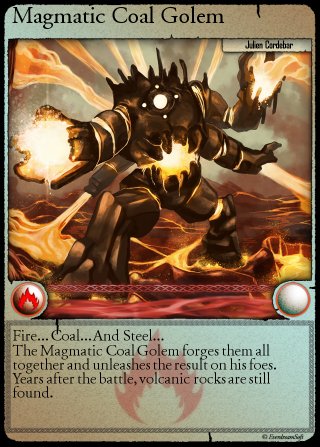 Magmatic Coal Golem
Julien Cordebar
Fire... Coal...And Steel...
The Magmatic Coal Golem forges them all
together and unleashes the result on his foes.
Years after the battle, volcanic rocks are still
found.
© EverdreamSoft